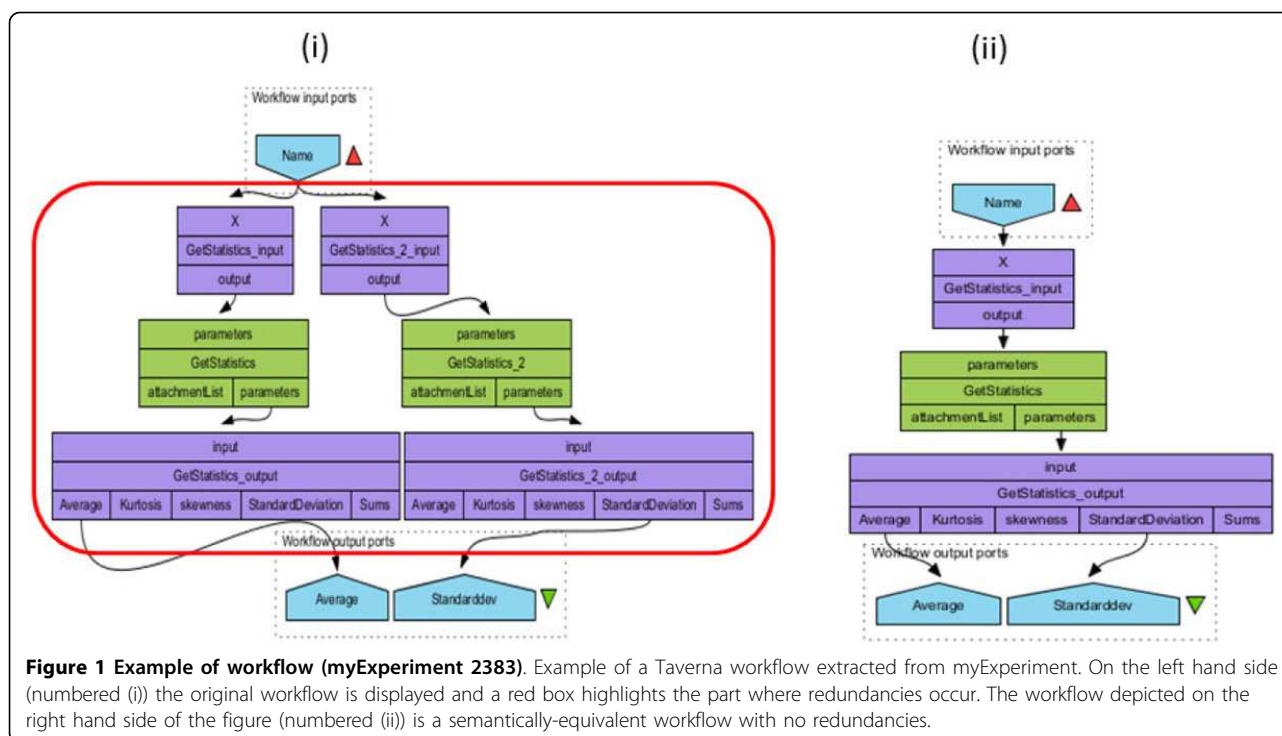 (i)
Workflow input ports
Name
X
GetStatistics_input
output
X
GetStatistics_2_input
output
parameters
GetStatistics
attachmentList parameters
parameters
GetStatistics_2
attachmentList parameters
input
GetStatistics_output
Average Kurtosis skewness StandardDeviation Sums
input
GetStatistics_2_output
Average Kurtosis skewness StandardDeviation Sums
Workflow output ports
Average
Standarddev
(ii)
Workflow input ports
Name
X
GetStatistics_input
output
parameters
GetStatistics
attachmentList parameters
input
GetStatistics_output
Average Kurtosis skewness StandardDeviation Sums
Workflow output ports
Average
Standarddev
Figure 1 Example of workflow (myExperiment 2383). Example of a Taverna workflow extracted from myExperiment. On the left hand side
(numbered (i)) the original workflow is displayed and a red box highlights the part where redundancies occur. The workflow depicted on the
right hand side of the figure (numbered (ii)) is a semantically-equivalent workflow with no redundancies.